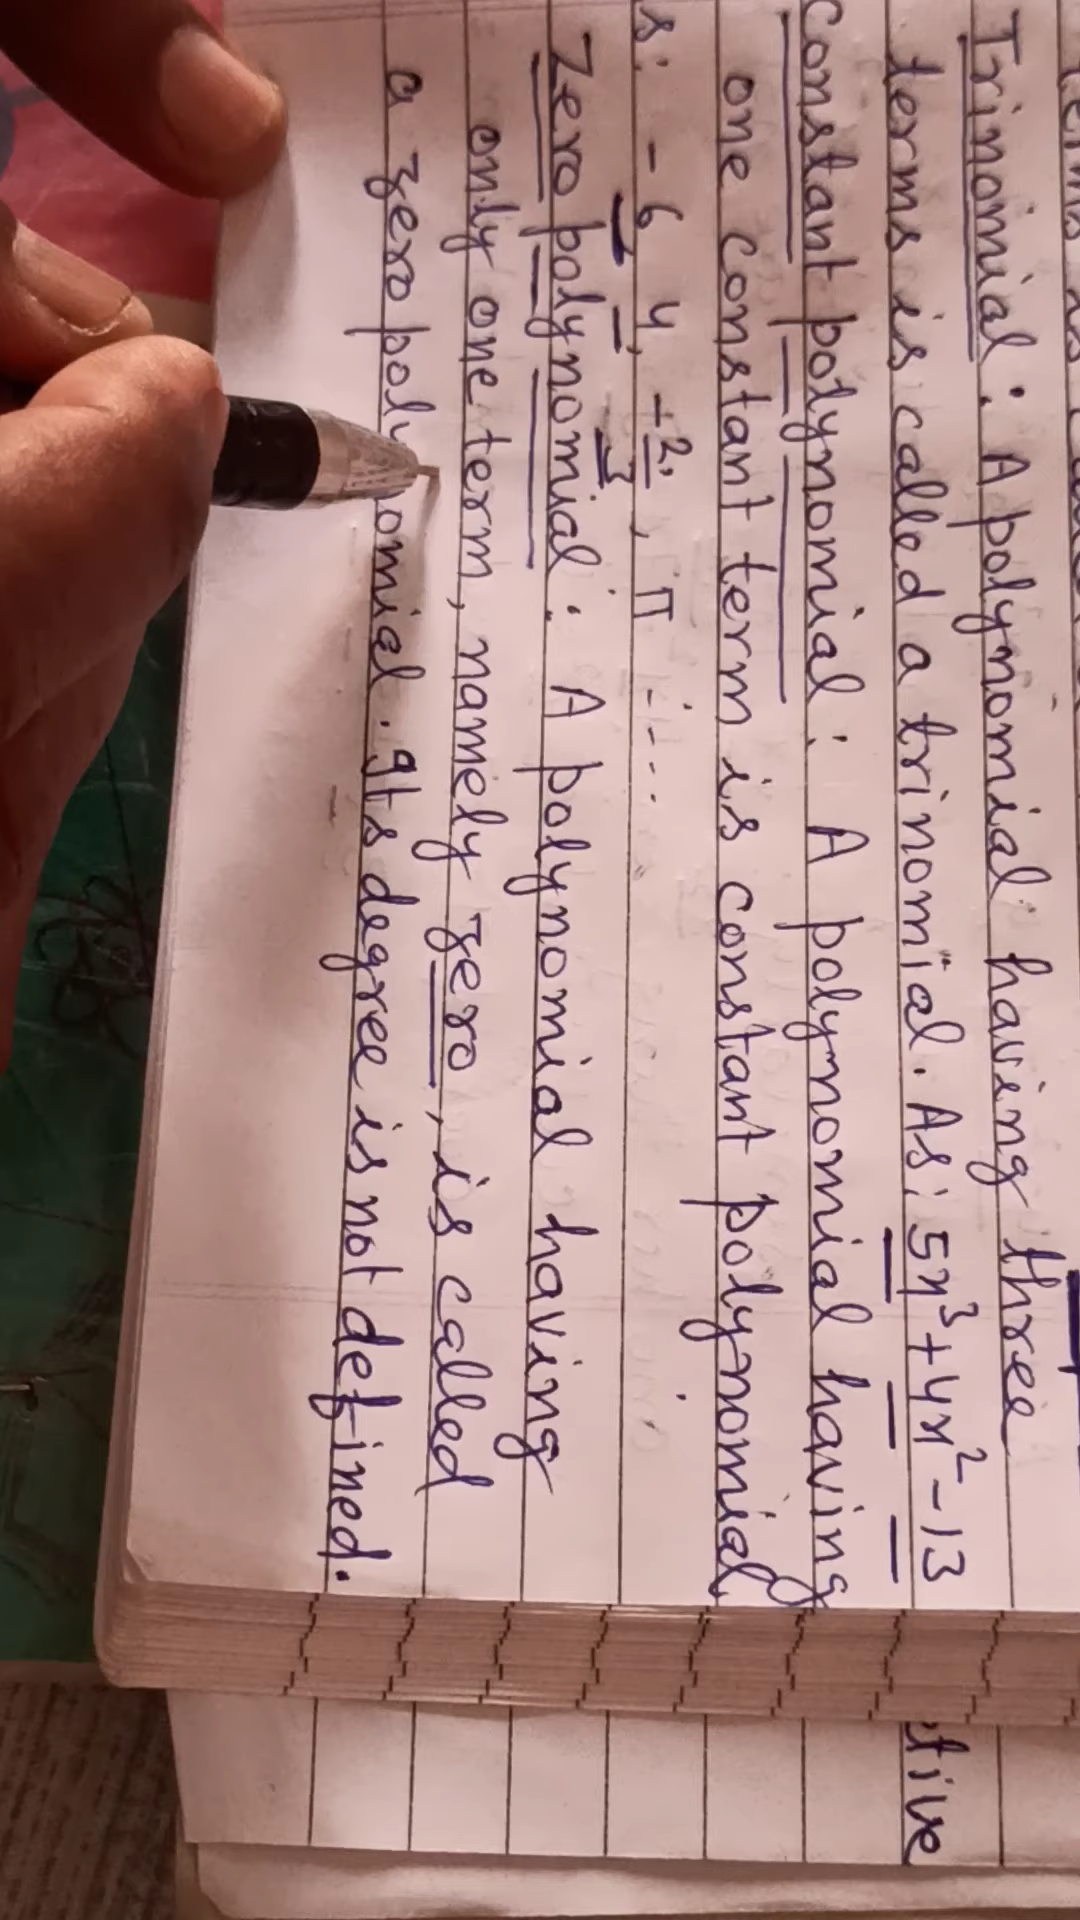 Trinomial : A polynomial having three
terms is called a trinomial. As: 5x³+4x²-13
Constant polynomial : A polynomial having
one constant term is constant polynomial
s: -6, 4, +2/3, π ....
Zero polynomial : A polynomial having
only one term, namely zero, is called
a zero polynomial. Its degree is not defined.
tive